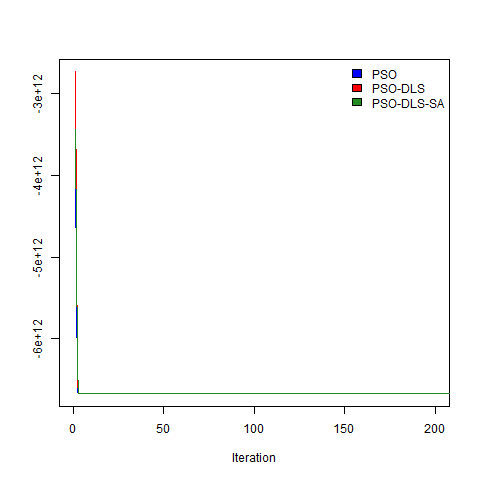 PSO
PSO-DLS
PSO-DLS-SA
-3e+12
-4e+12
-5e+12
-6e+12
0 50 100 150 200
Iteration